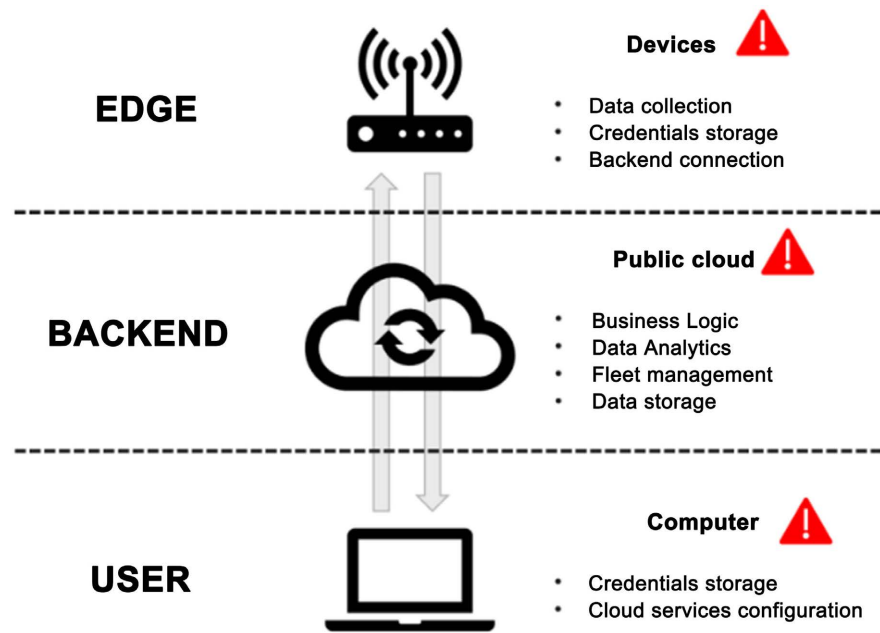 EDGE
Devices
• Data collection
• Credentials storage
• Backend connection
BACKEND
Public cloud
• Business Logic
• Data Analytics
• Fleet management
• Data storage
USER
Computer
• Credentials storage
• Cloud services configuration